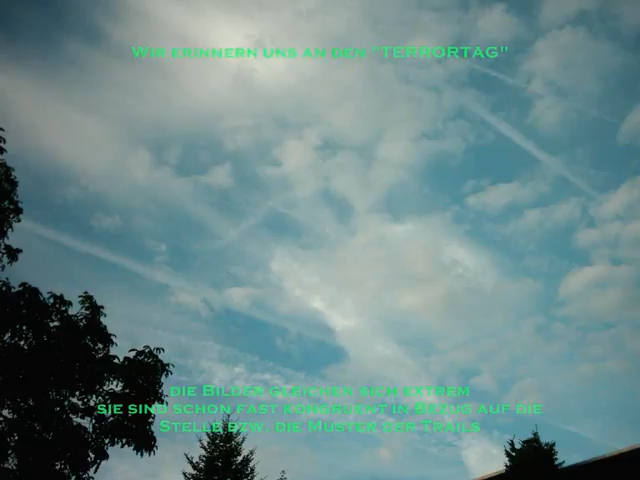 Wir erinnern uns an den "TERRORTAG"
die Bilder gleichen sich extrem
sie sind schon fast kongruent in Bezug auf die
Stelle bzw. die Muster der Trails